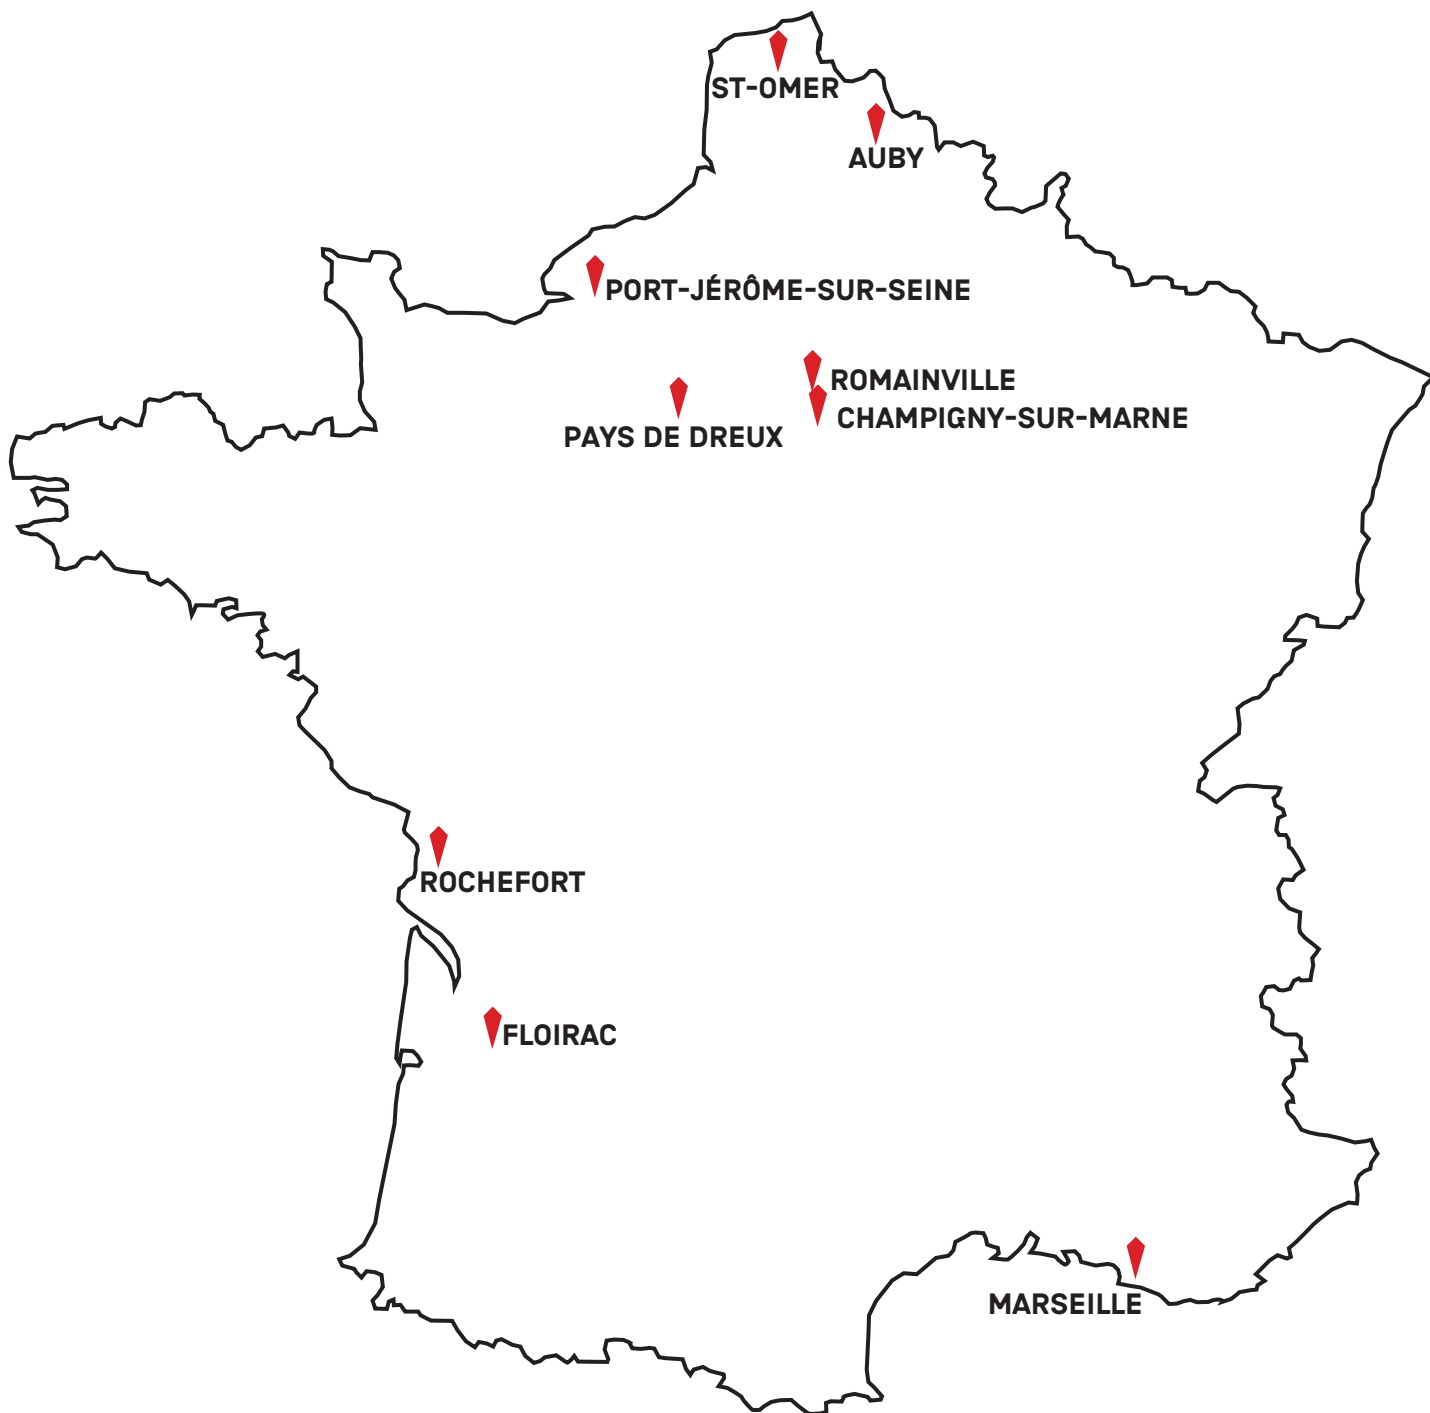 ST-OMER
AUBY
PORT-JÉRÔME-SUR-SEINE
ROMAINVILLE
CHAMPIGNY-SUR-MARNE
PAYS DE DREUX
ROCHEFORT
FLOIRAC
MARSEILLE